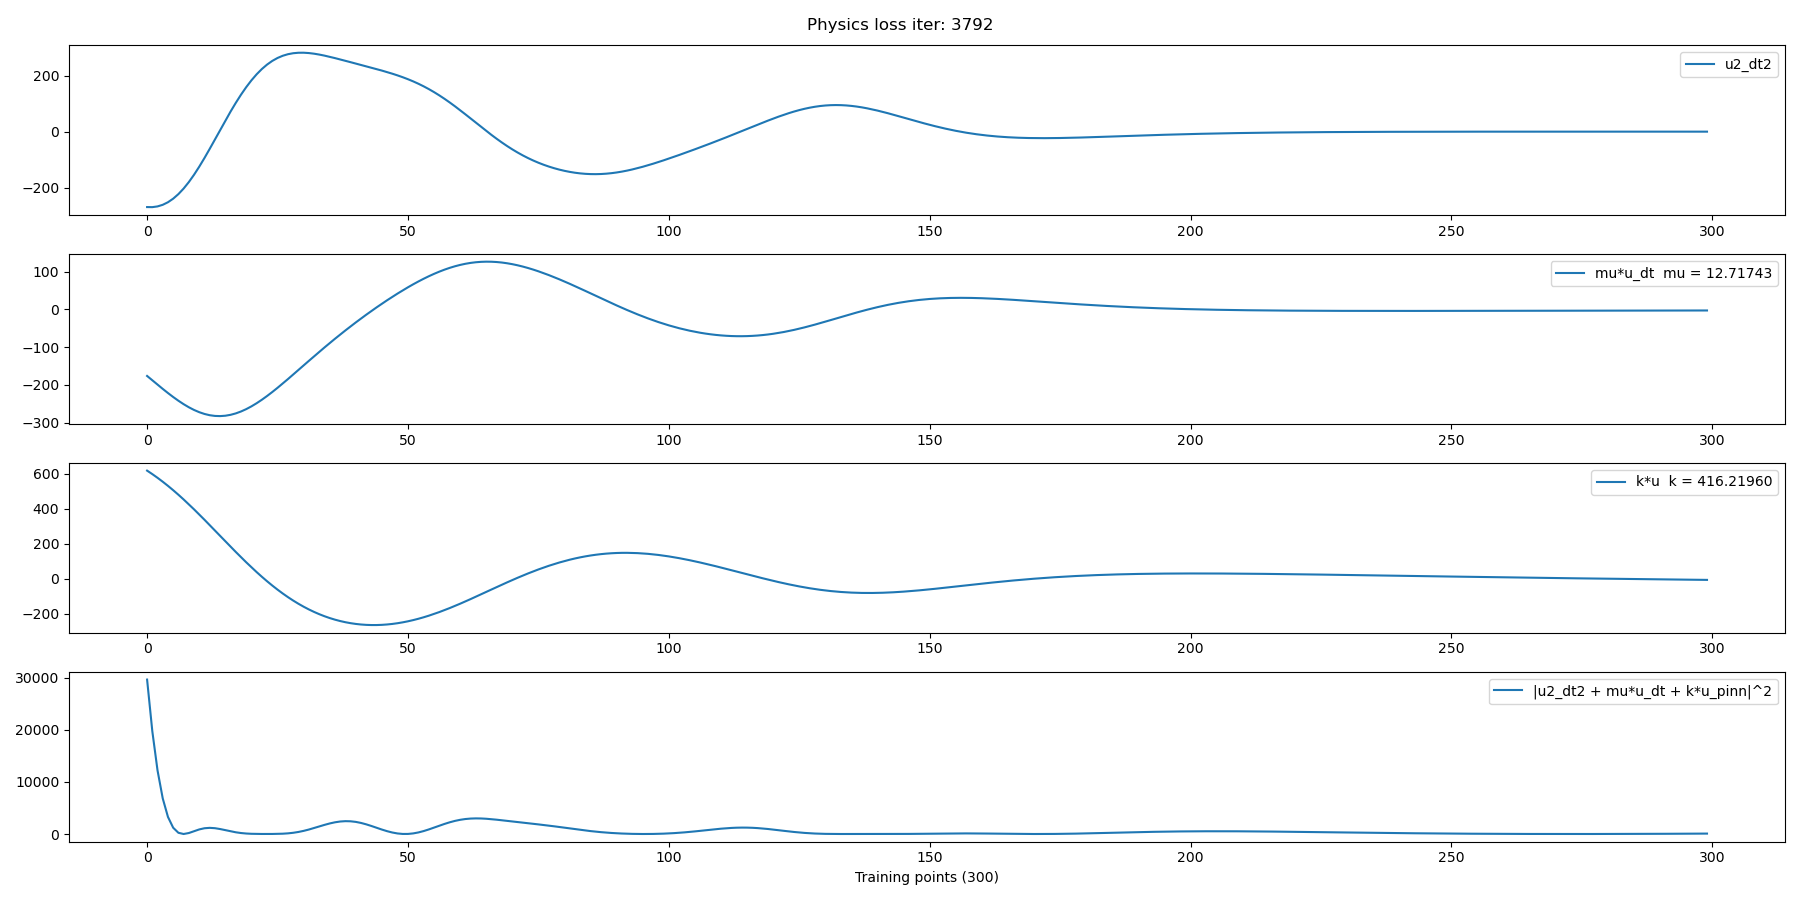 Physics loss iter: 3792
200
0
−200
u2_dt2
0 50 100 150 200 250 300
100
0
−100
−200
−300
mu*u_dt  mu = 12.71743
0 50 100 150 200 250 300
600
400
200
0
−200
k*u  k = 416.21960
0 50 100 150 200 250 300
30000
20000
10000
0
|u2_dt2 + mu*u_dt + k*u_pinn|^2
0 50 100 150 200 250 300
Training points (300)